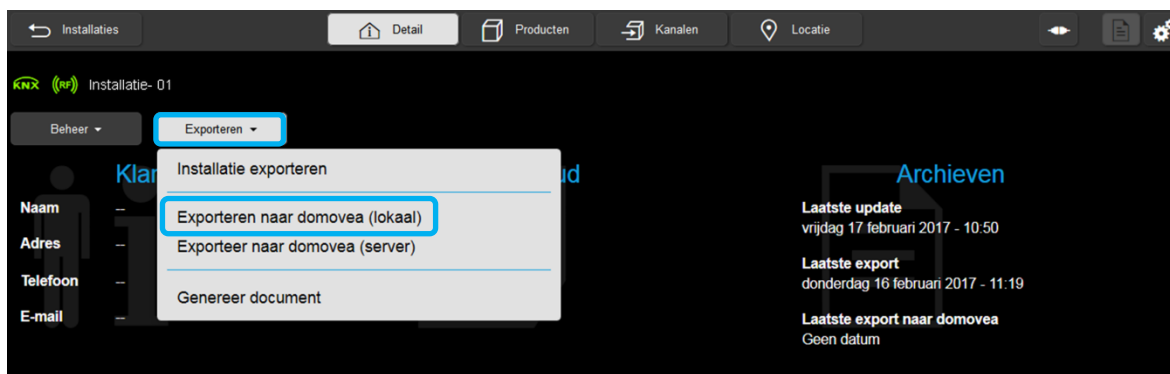 Installaties
Detail
Producten
Kanalen
Locatie
KNX ((RF)) Installatie- 01
Beheer
Exporteren
Installatie exporteren
Exporteren naar domovea (lokaal)
Exporteer naar domovea (server)
Genereer document
Naam --
Adres --
Telefoon --
E-mail --
Archieven
Laatste update
vrijdag 17 februari 2017 - 10:50
Laatste export
donderdag 16 februari 2017 - 11:19
Laatste export naar domovea
Geen datum